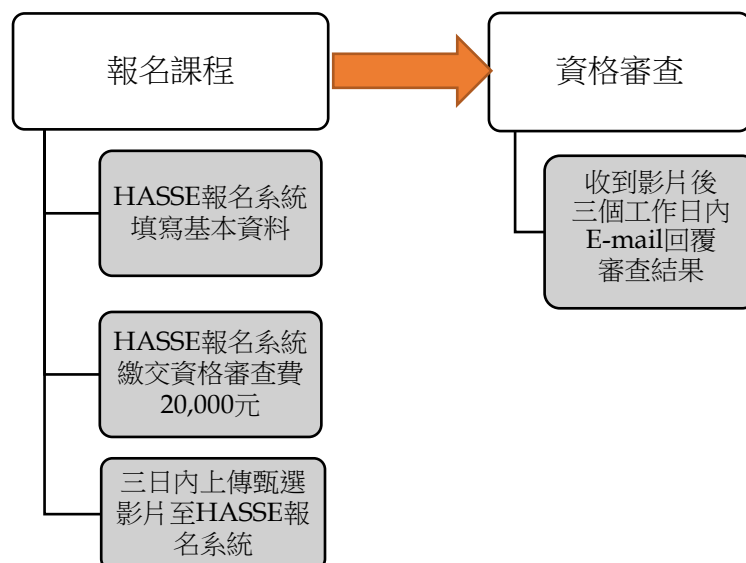 報名課程
HASSE報名系統
填寫基本資料
HASSE報名系統
繳交資格審查費
20,000元
三日內上傳甄選
影片至HASSE報
名系統
資格審查
收到影片後
三個工作日內
E-mail回覆
審查結果